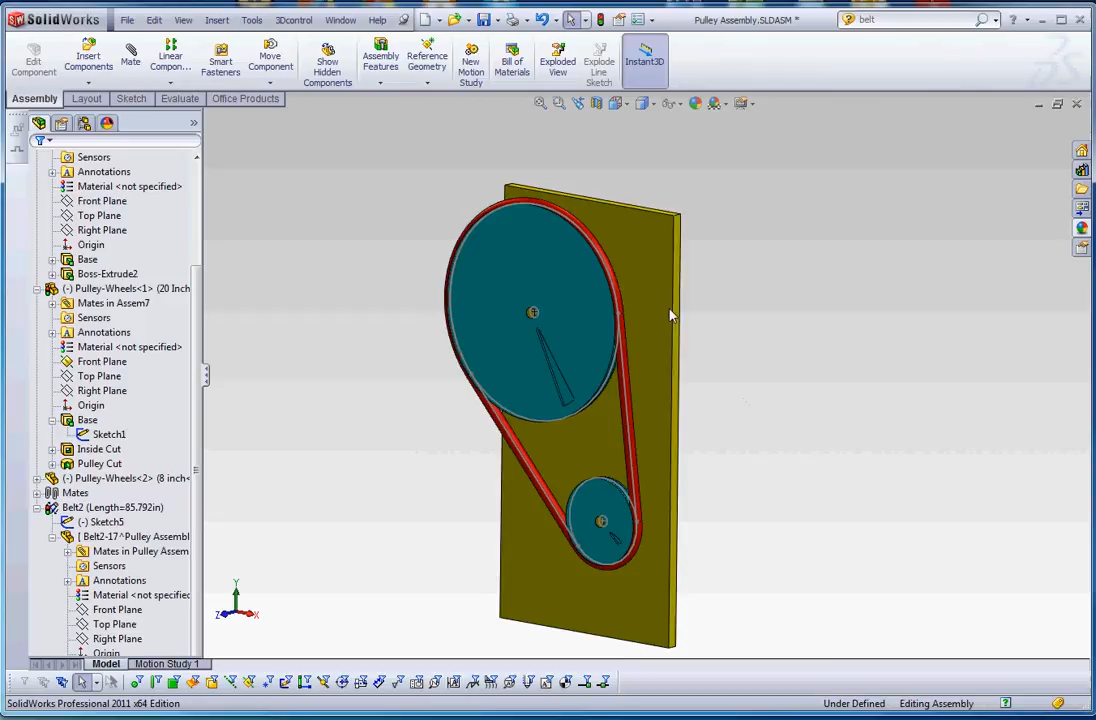 SolidWorks File Edit View Insert Tools 3Dcontrol Window Help Pulley Assembly.SLDASM * belt
Edit Component
Insert Components
Mate
Linear Compon...
Smart Fasteners
Move Component
Show Hidden Components
Assembly Features
Reference Geometry
New Motion Study
Bill of Materials
Exploded View
Explode Line Sketch
Instant3D
Assembly Layout Sketch Evaluate Office Products
Sensors
Annotations
Material <not specified>
Front Plane
Top Plane
Right Plane
Origin
Base
Boss-Extrude2
(-) Pulley-Wheels<1> (20 Inch
Mates in Assem7
Sensors
Annotations
Material <not specified>
Front Plane
Top Plane
Right Plane
Origin
Base
Sketch1
Inside Cut
Pulley Cut
(-) Pulley-Wheels<2> (8 inch
Mates
Belt2 (Length=85.792in)
(-) Sketch5
[ Belt2-17^Pulley Assembl
Mates in Pulley Assem
Sensors
Annotations
Material <not specified
Front Plane
Top Plane
Right Plane
Origin
Y
Z X
Model Motion Study 1
SolidWorks Professional 2011 x64 Edition Under Defined Editing Assembly